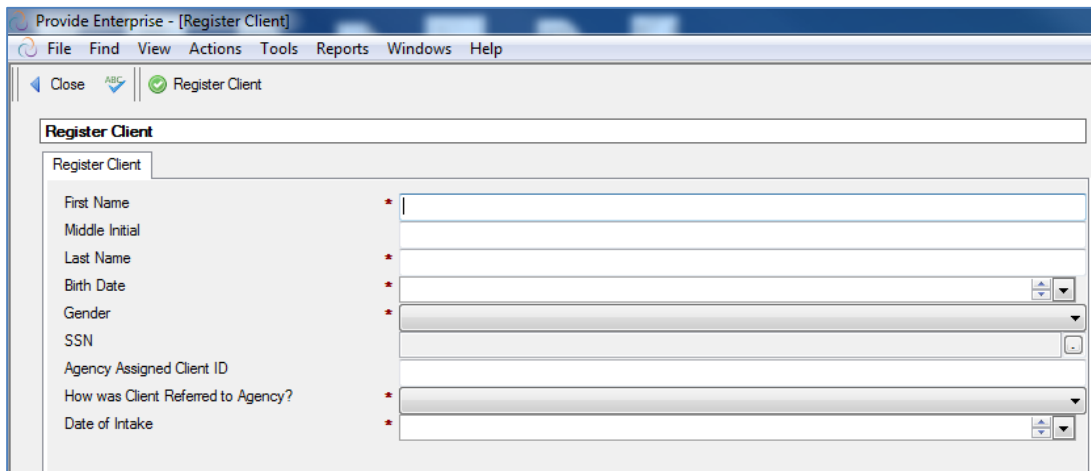 Provide Enterprise - [Register Client]
File Find View Actions Tools Reports Windows Help
Close ABC Register Client
Register Client
Register Client
First Name *
Middle Initial
Last Name *
Birth Date *
Gender *
SSN
Agency Assigned Client ID
How was Client Referred to Agency? *
Date of Intake *